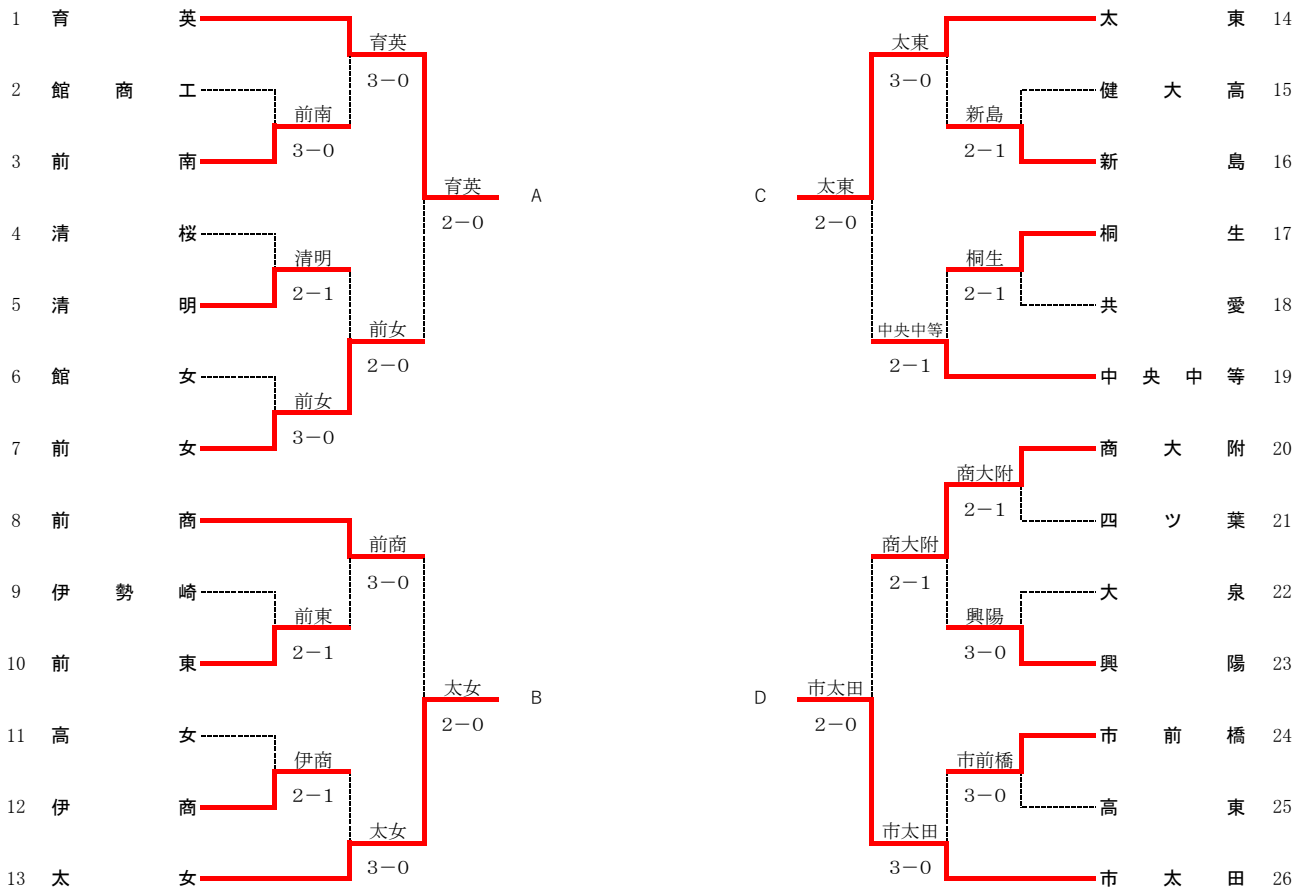 1 育英
太東 14
育英
太東
3-0
3-0
2 館商工
健大高 15
前南
新島
3-0
2-1
3 前南
新島 16
育英
A
C
太東
2-0
2-0
4 清桜
桐生 17
清明
桐生
2-1
2-1
5 清明
共愛 18
前女
中央中等
2-0
2-1
6 館女
中央中等 19
前女
3-0
7 前女
商大附 20
商大附
2-1
8 前商
四ツ葉 21
前商
商大附
3-0
2-1
9 伊勢崎
大泉 22
前東
興陽
2-1
3-0
10 前東
興陽 23
太女
B
D
市太田
2-0
2-0
11 高女
市前橋 24
伊商
市前橋
2-1
3-0
12 伊商
高東 25
太女
市太田
3-0
3-0
13 太女
市太田 26